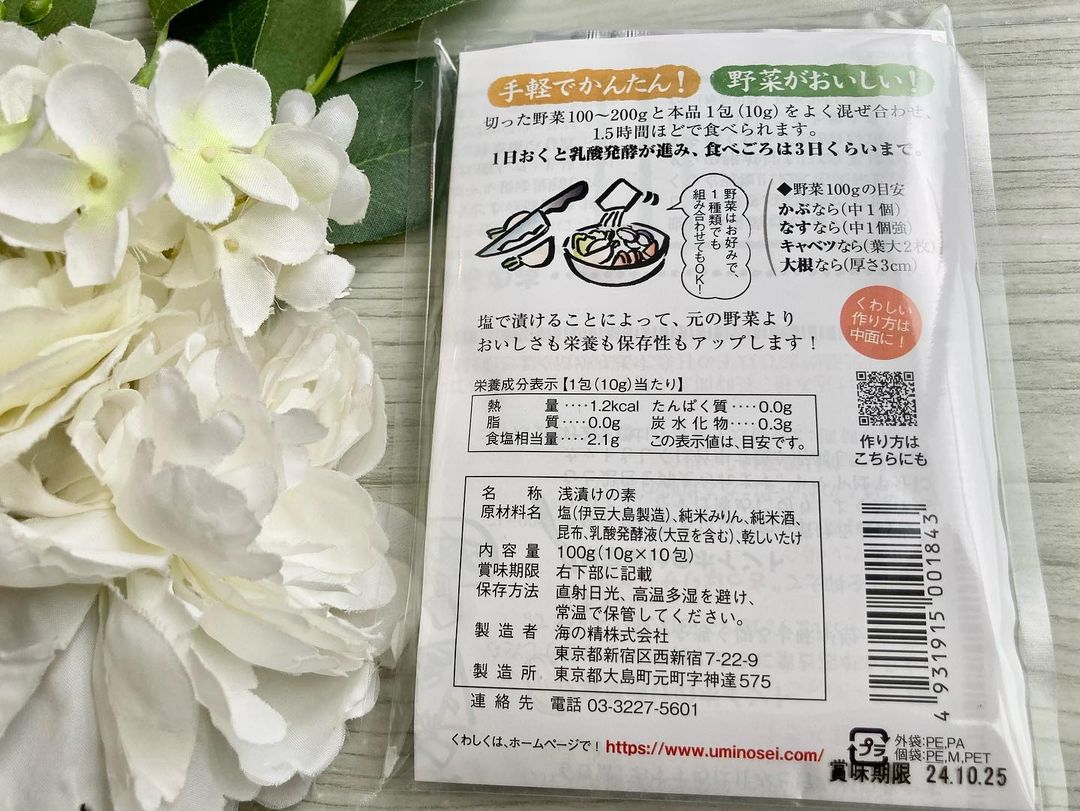 手軽でかんたん！ 野菜がおいしい！
切った野菜100〜200gと本品1包(10g)をよく混ぜ合わせ、
1.5時間ほどで食べられます。
1日おくと乳酸発酵が進み、食べごろは3日くらいまで。
野菜はお好みで、
1種類でも
組み合わせてもOK！
◆野菜100gの目安
かぶなら(中1個)
なすなら(中1個強)
キャベツなら(葉大2枚)
大根なら(厚さ3cm)
くわしい
作り方は
中面に！
塩で漬けることによって、元の野菜より
おいしさも栄養も保存性もアップします！
栄養成分表示【1包(10g)当たり】
熱量‥‥1.2kcal たんぱく質‥‥0.0g
脂質‥‥0.0g 炭水化物‥‥0.3g
食塩相当量‥‥2.1g この表示値は、目安です。
作り方は
こちらにも
名称 浅漬けの素
原材料名 塩(伊豆大島製造)、純米みりん、純米酒、
昆布、乳酸発酵液(大豆を含む)、乾しいたけ
内容量 100g(10g×10包)
賞味期限 右下部に記載
保存方法 直射日光、高温多湿を避け、
常温で保管してください。
製造者 海の精株式会社
東京都新宿区西新宿7-22-9
製造所 東京都大島町元町字神達575
連絡先 電話 03-3227-5601
4 931915 001843
くわしくは、ホームページで！ https://www.uminosei.com/
プラ
外袋:PE,PA
個袋:PE,M,PET
賞味期限 24.10.25